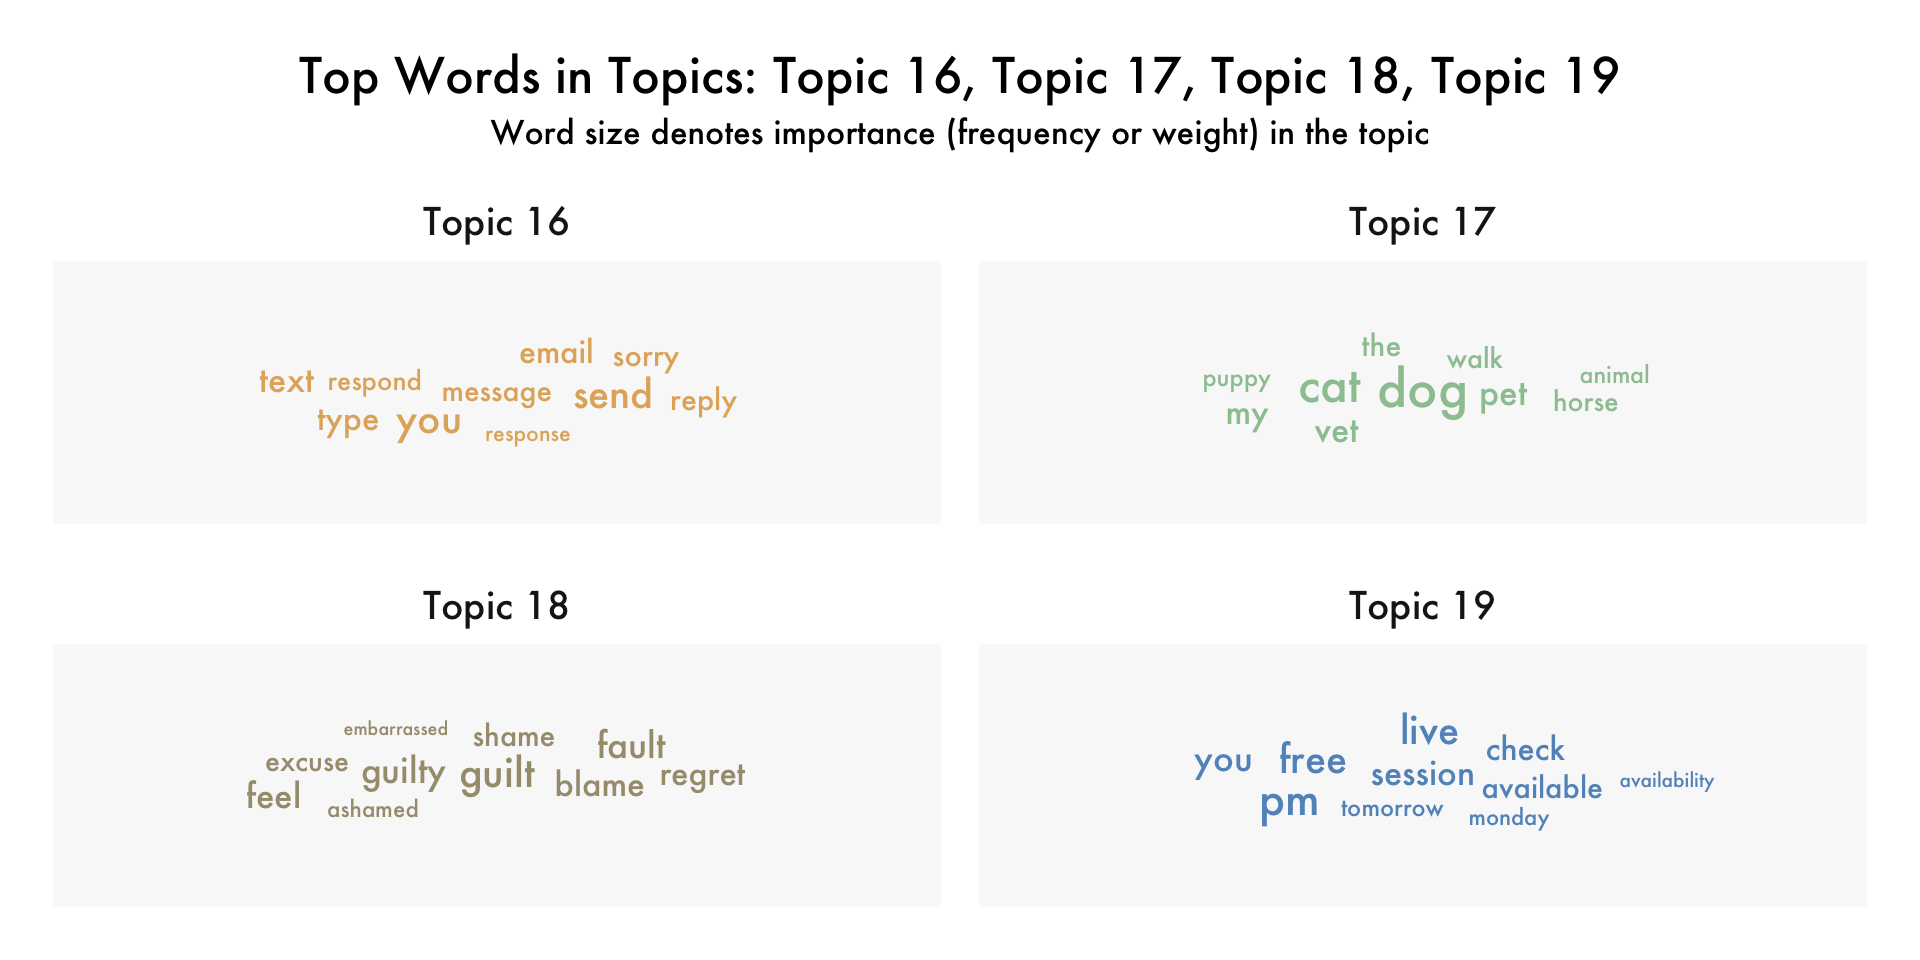 Top Words in Topics: Topic 16, Topic 17, Topic 18, Topic 19
Word size denotes importance (frequency or weight) in the topic
Topic 16
email sorry
text respond message send reply
type you response
Topic 17
the walk
puppy cat dog pet animal
my vet horse
Topic 18
embarrassed shame fault
excuse guilty guilt blame regret
feel ashamed
Topic 19
live
you free session check
pm tomorrow available availability
monday